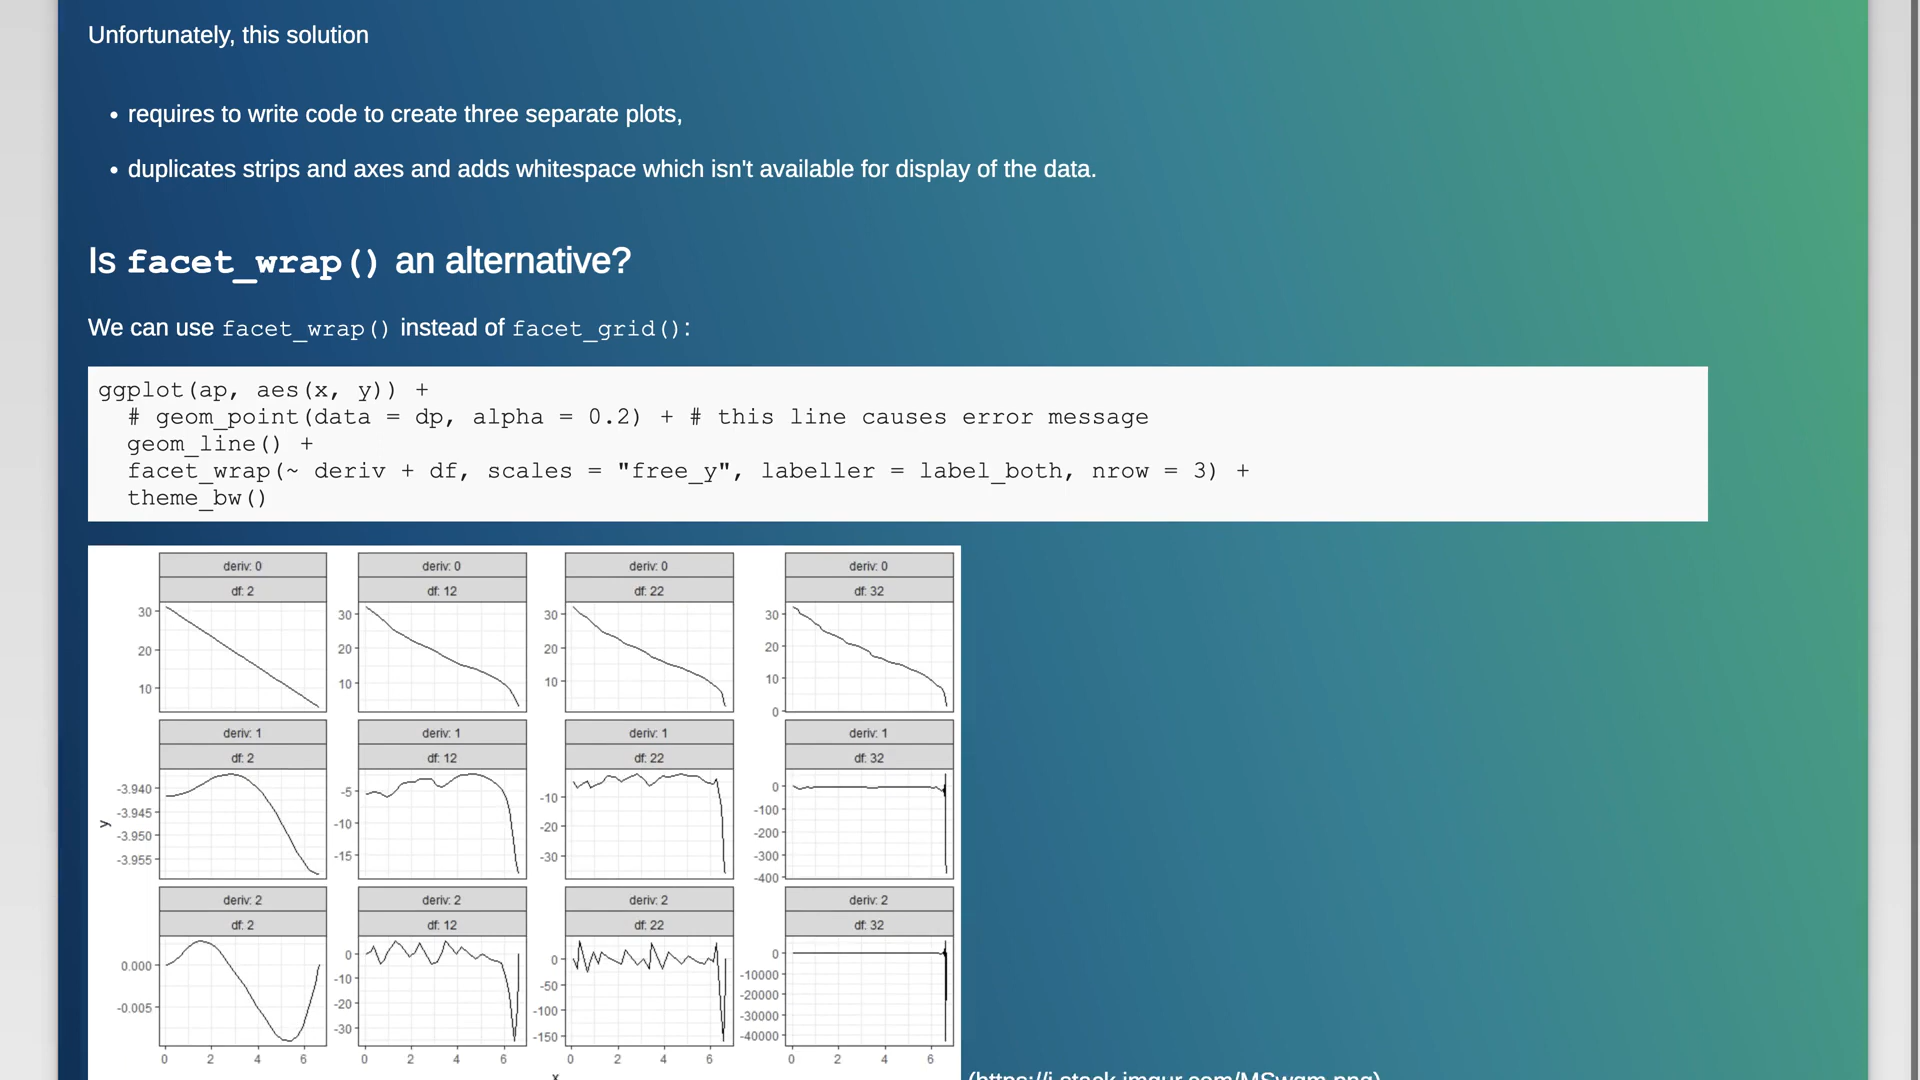 Unfortunately, this solution
• requires to write code to create three separate plots,
• duplicates strips and axes and adds whitespace which isn't available for display of the data.
Is facet_wrap() an alternative?
We can use facet_wrap() instead of facet_grid():
ggplot(ap, aes(x, y)) +
  # geom_point(data = dp, alpha = 0.2) + # this line causes error message
  geom_line() +
  facet_wrap(~ deriv + df, scales = "free_y", labeller = label_both, nrow = 3) +
  theme_bw()
deriv: 0 deriv: 0 deriv: 0 deriv: 0
df: 2 df: 12 df: 22 df: 32
30 30 30 30
20 20 20 20
10 10 10 10
0
deriv: 1 deriv: 1 deriv: 1 deriv: 1
df: 2 df: 12 df: 22 df: 32
-3.940 -5 -10 0
-3.945 -10 -20 -100
-3.950 -15 -30 -200
-3.955 -300
-400
y
deriv: 2 deriv: 2 deriv: 2 deriv: 2
df: 2 df: 12 df: 22 df: 32
0.000 0 0 0
-0.005 -10 -50 -10000
-20 -100 -20000
-30 -150 -30000
-40000
0 2 4 6 0 2 4 6 0 2 4 6 0 2 4 6
x
(https://i.stack.imgur.com/MSwqm.png)